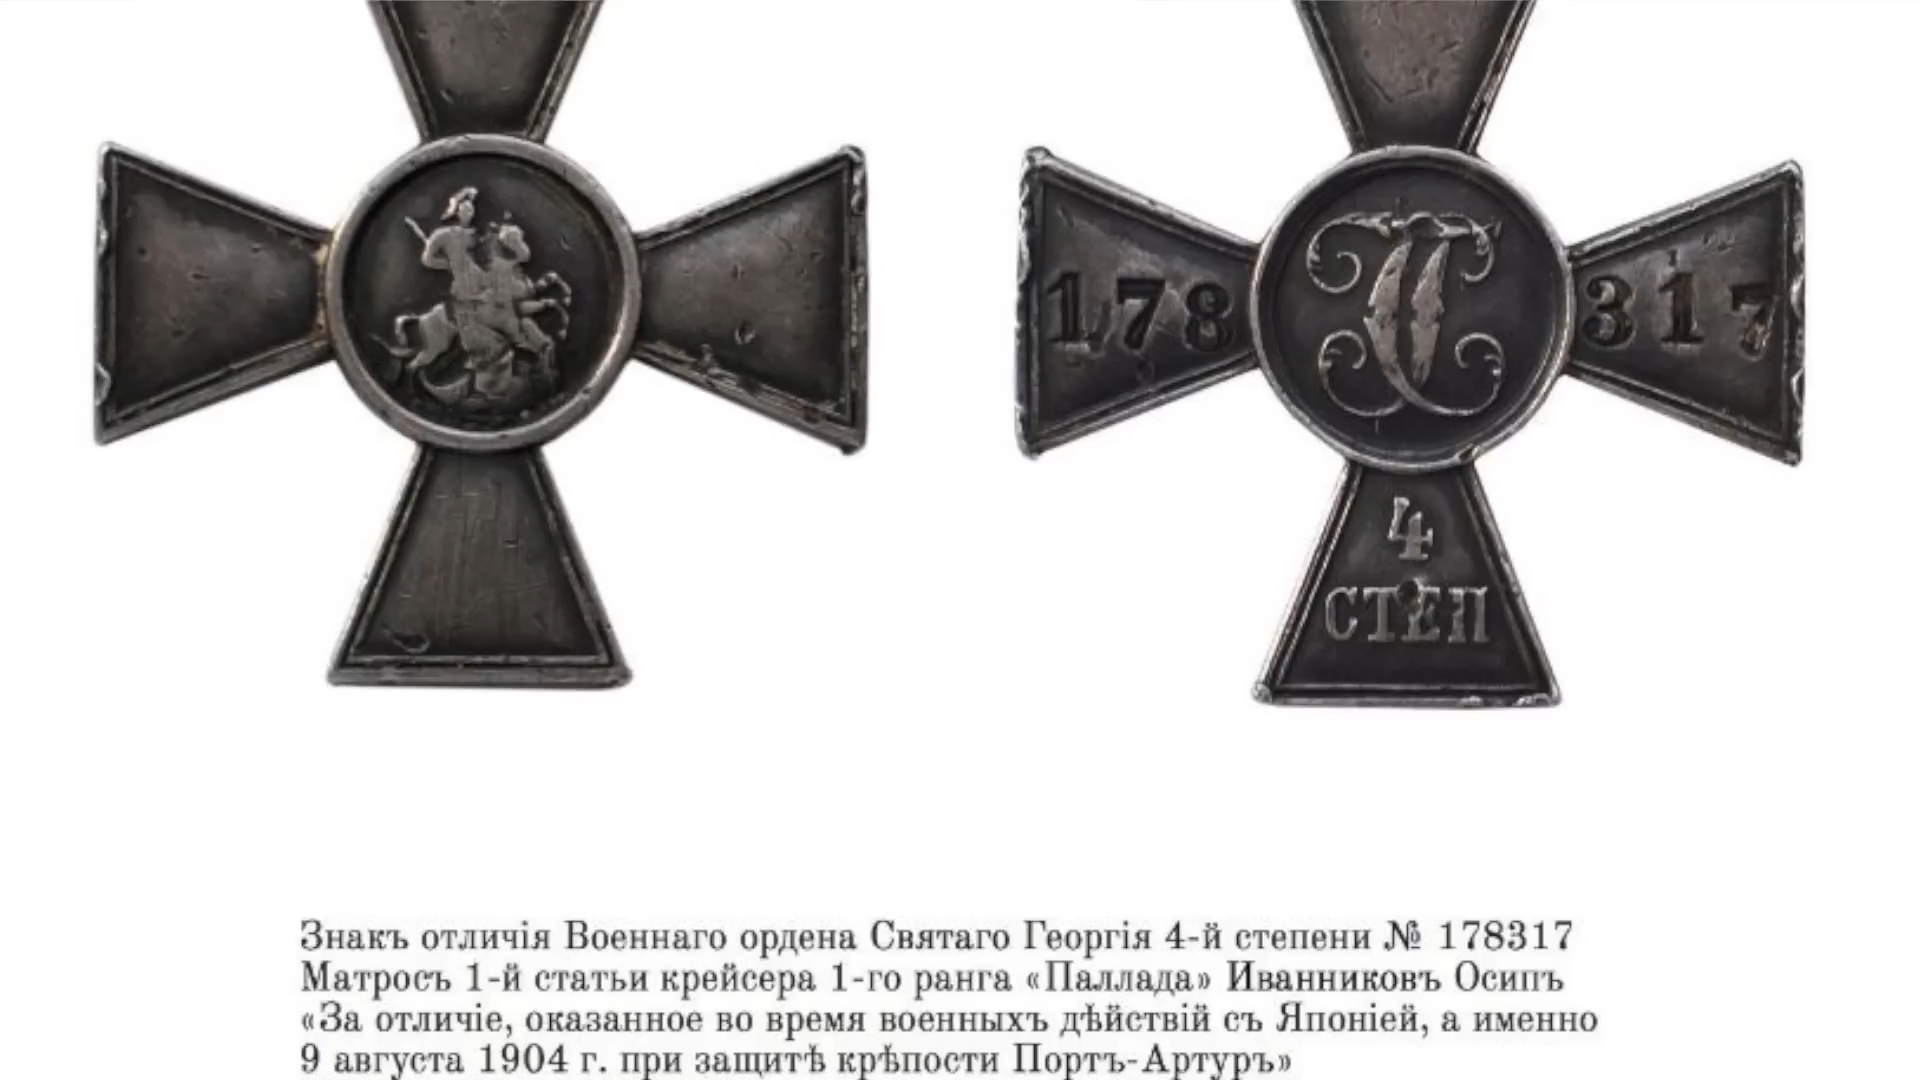 178 317
4
СТЕП
Знакъ отличія Военнаго ордена Святаго Георгія 4-й степени № 178317
Матросъ 1-й статьи крейсера 1-го ранга «Паллада» Иванниковъ Осипъ
«За отличіе, оказанное во время военныхъ дѣйствій съ Японіей, а именно
9 августа 1904 г. при защитѣ крѣпости Портъ-Артуръ»